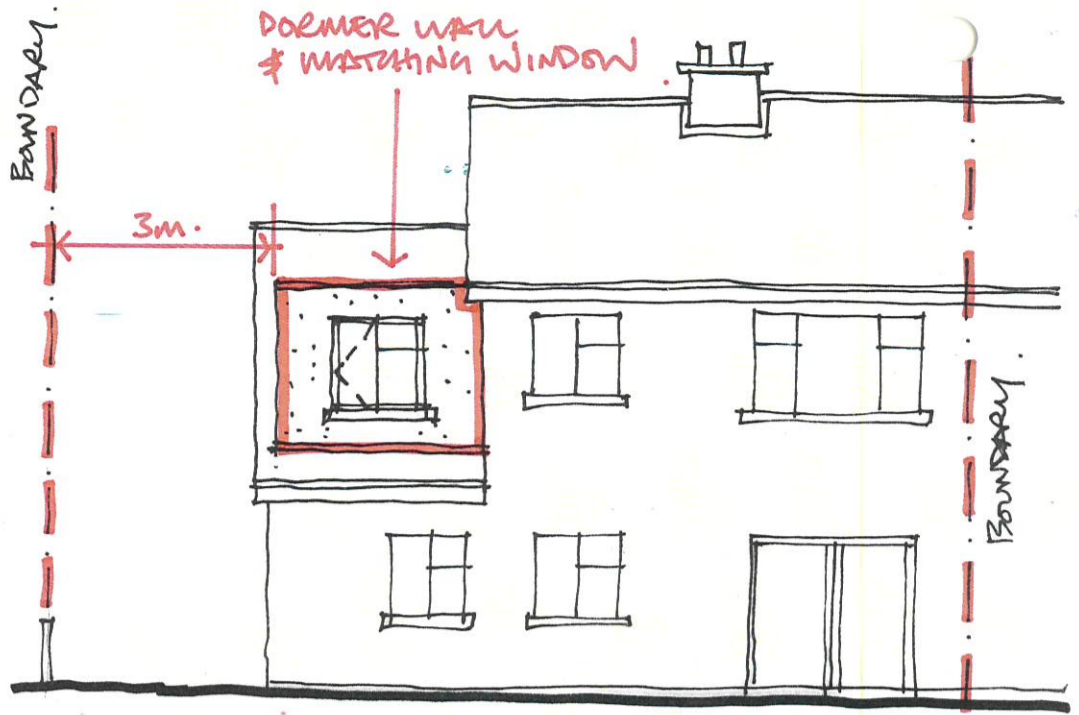 BOUNDARY.
DORMER WALL
& MATCHING WINDOW
3M.
BOUNDARY.